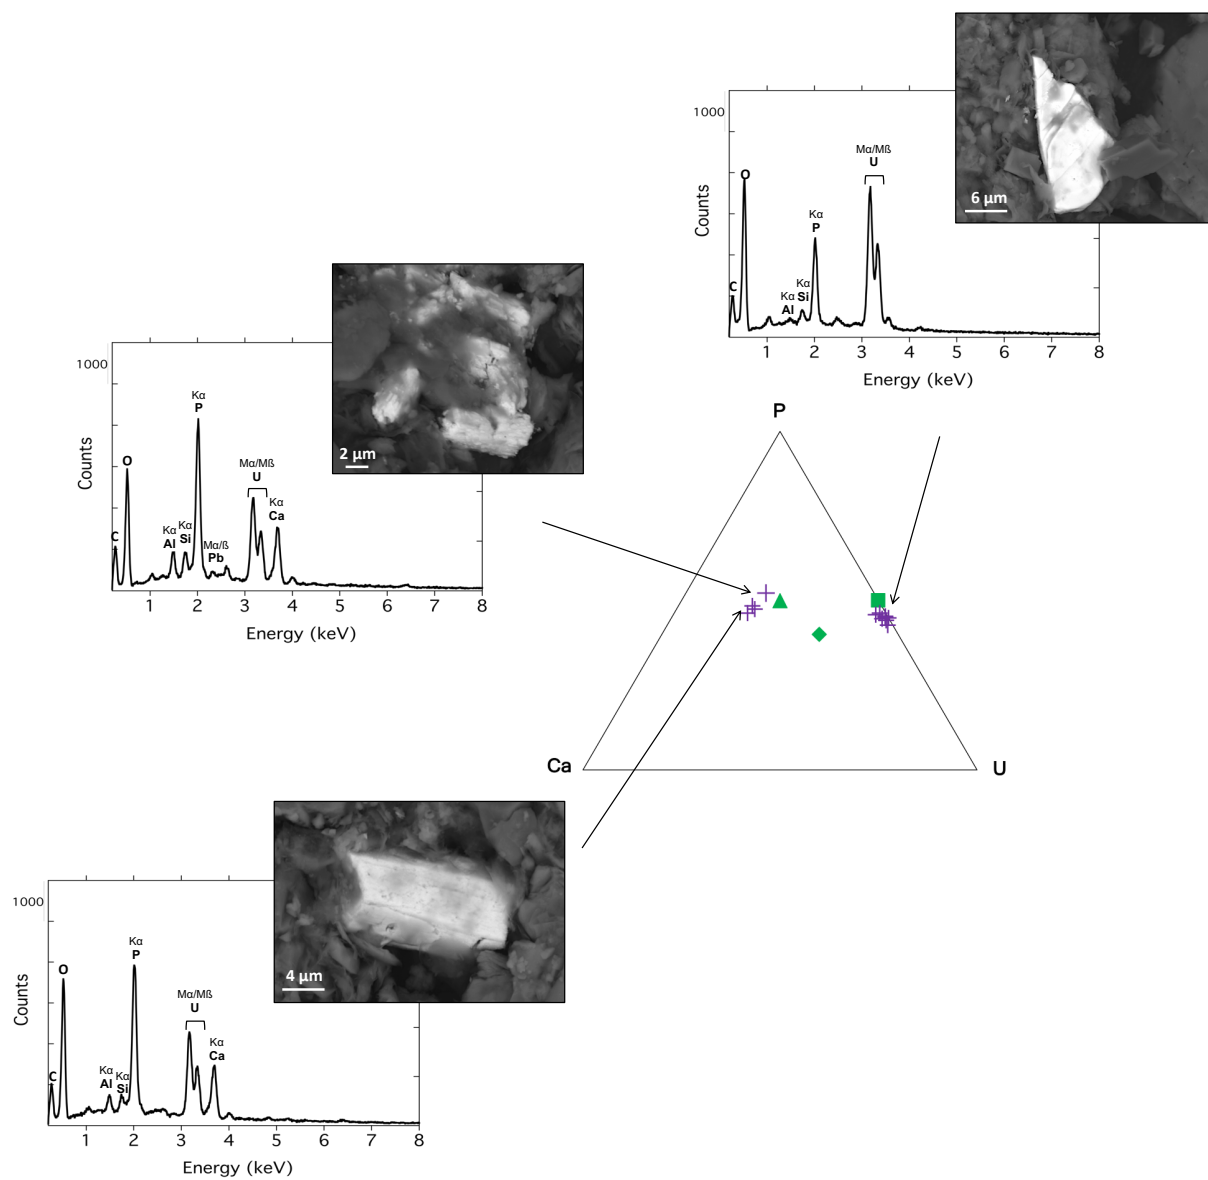 1000
Mα/Mß
U
O
Kα
P
Kα
Si
Kα
Al
C
Counts
1 2 3 4 5 6 7 8
Energy (keV)
6 µm
1000
Kα
P
O
Mα/Mß
U
Kα
Ca
Kα
Al
Kα
Si
Mα/ß
Pb
C
Counts
1 2 3 4 5 6 7 8
Energy (keV)
2 µm
P
Ca
U
1000
Kα
P
O
Mα/Mß
U
Kα
Ca
Kα
Al
Kα
Si
C
Counts
1 2 3 4 5 6 7 8
Energy (keV)
4 µm